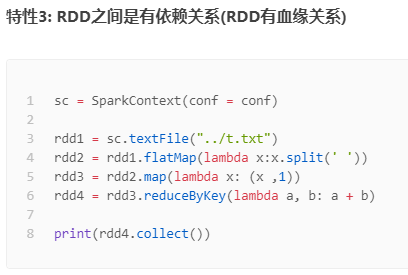 特性3: RDD之间是有依赖关系(RDD有血缘关系)
1 sc = SparkContext(conf = conf)
2
3 rdd1 = sc.textFile("../t.txt")
4 rdd2 = rdd1.flatMap(lambda x:x.split(' '))
5 rdd3 = rdd2.map(lambda x: (x ,1))
6 rdd4 = rdd3.reduceByKey(lambda a, b: a + b)
7
8 print(rdd4.collect())